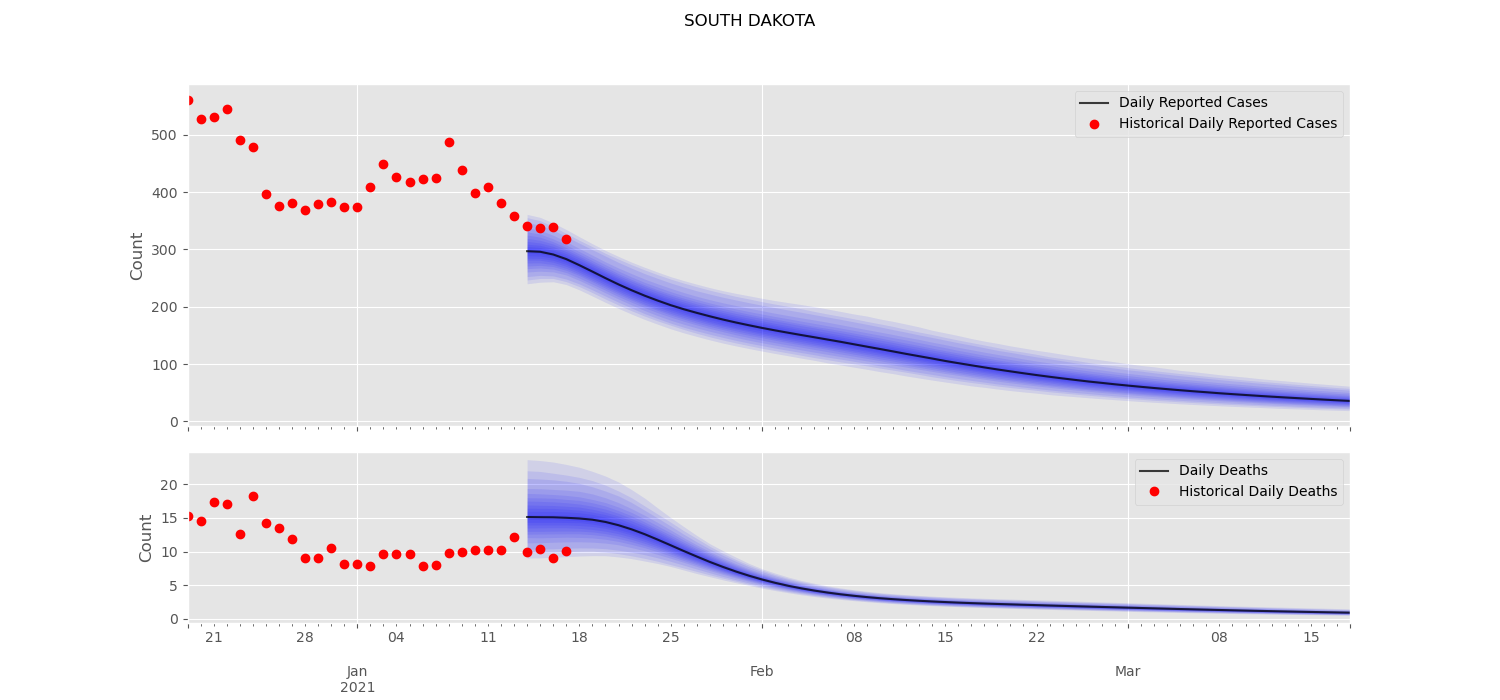 SOUTH DAKOTA
Daily Reported Cases
Historical Daily Reported Cases
Count
500
400
300
200
100
0
Daily Deaths
Historical Daily Deaths
Count
20
15
10
5
0
21 28 04 11 18 25 08 15 22 08 15
Jan Feb Mar
2021